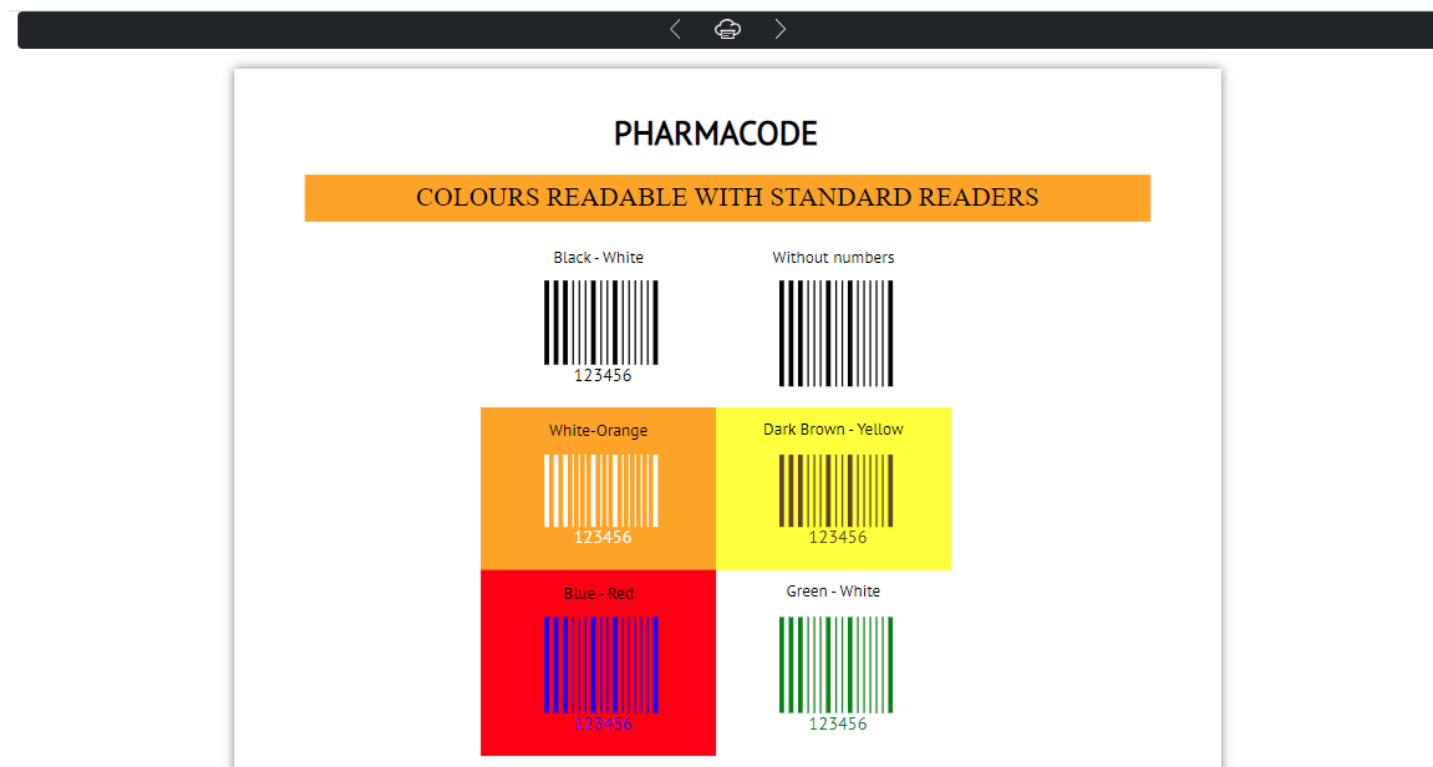 PHARMACODE
COLOURS READABLE WITH STANDARD READERS
Black - White
Without numbers
123456
White-Orange
Dark Brown - Yellow
123456
123456
Blue - Red
Green - White
123456
123456